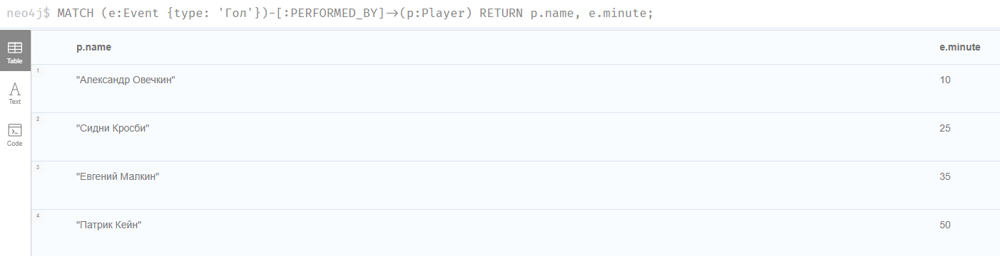 neo4j$ MATCH (e:Event {type: 'Гол'})-[:PERFORMED_BY]->(p:Player) RETURN p.name, e.minute;
p.name e.minute
Table
1
"Александр Овечкин" 10
Text
2
"Сидни Кросби" 25
Code
3
"Евгений Малкин" 35
4
"Патрик Кейн" 50